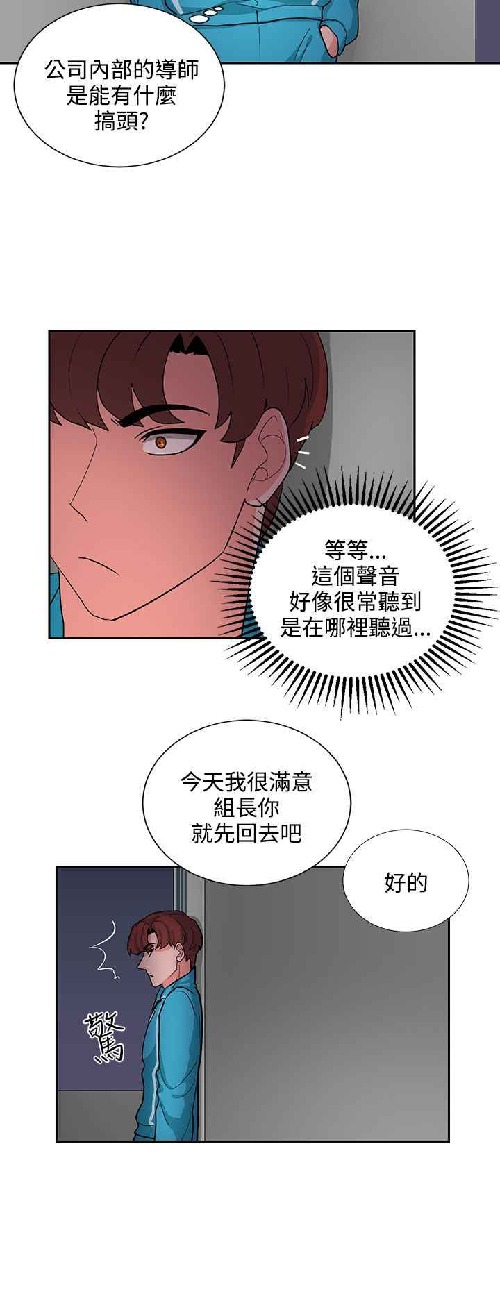 公司內部的導師
是能有什麼
搞頭?
等等...
這個聲音
好像很常聽到
是在哪裡聽過...
今天我很滿意
組長你
就先回去吧
好的
驚